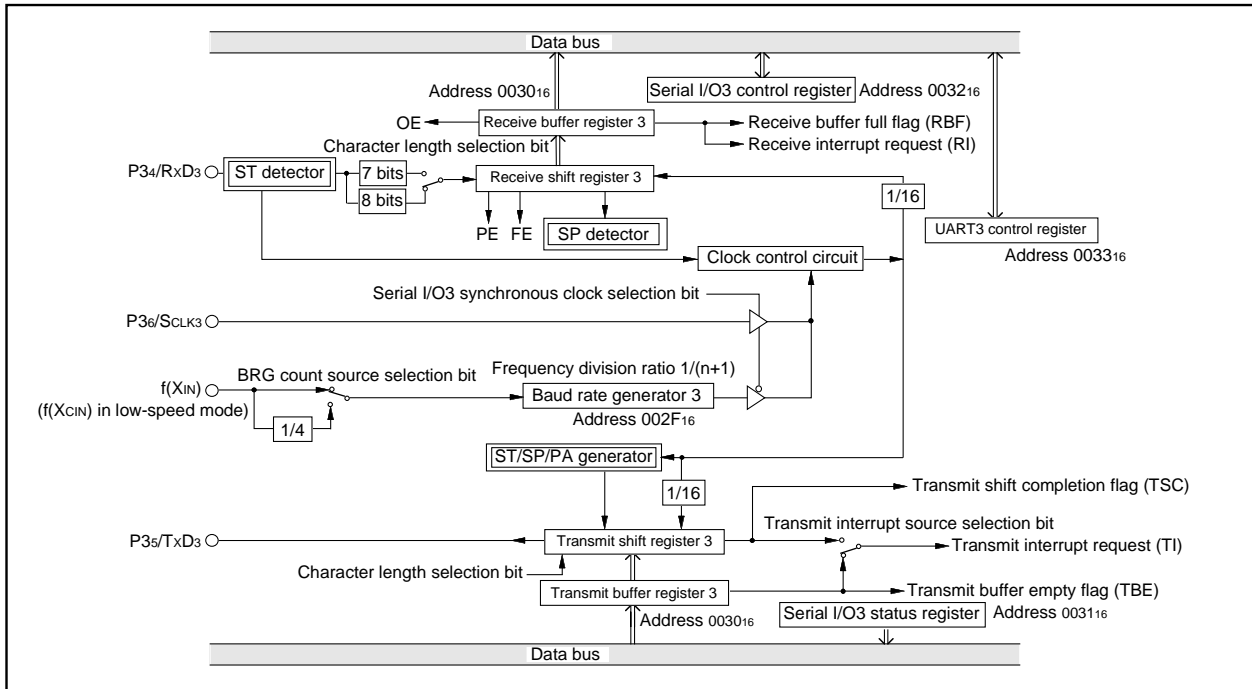 Data bus
Address 0030₁₆
Serial I/O3 control register
Address 0032₁₆
OE
Receive buffer register 3
Receive buffer full flag (RBF)
Receive interrupt request (RI)
Character length selection bit
P3₄/RxD₃
ST detector
7 bits
8 bits
Receive shift register 3
1/16
PE
FE
SP detector
UART3 control register
Address 0033₁₆
Clock control circuit
Serial I/O3 synchronous clock selection bit
P3₆/SCLK3
f(XIN)
(f(XCIN) in low-speed mode)
BRG count source selection bit
1/4
Frequency division ratio 1/(n+1)
Baud rate generator 3
Address 002F₁₆
ST/SP/PA generator
1/16
Transmit shift completion flag (TSC)
Transmit interrupt source selection bit
P3₅/TxD₃
Transmit shift register 3
Transmit interrupt request (TI)
Character length selection bit
Transmit buffer register 3
Transmit buffer empty flag (TBE)
Address 0030₁₆
Serial I/O3 status register
Address 0031₁₆
Data bus